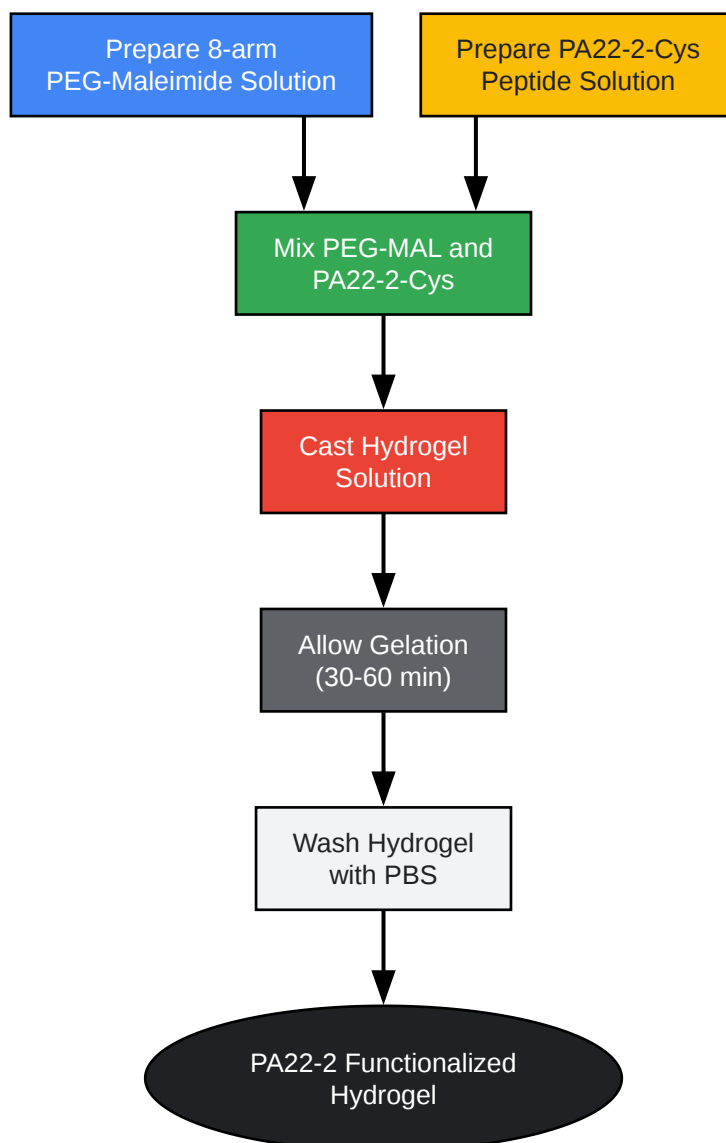 Prepare 8-arm
PEG-Maleimide Solution
Prepare PA22-2-Cys
Peptide Solution
Mix PEG-MAL and
PA22-2-Cys
Cast Hydrogel
Solution
Allow Gelation
(30-60 min)
Wash Hydrogel
with PBS
PA22-2 Functionalized
Hydrogel